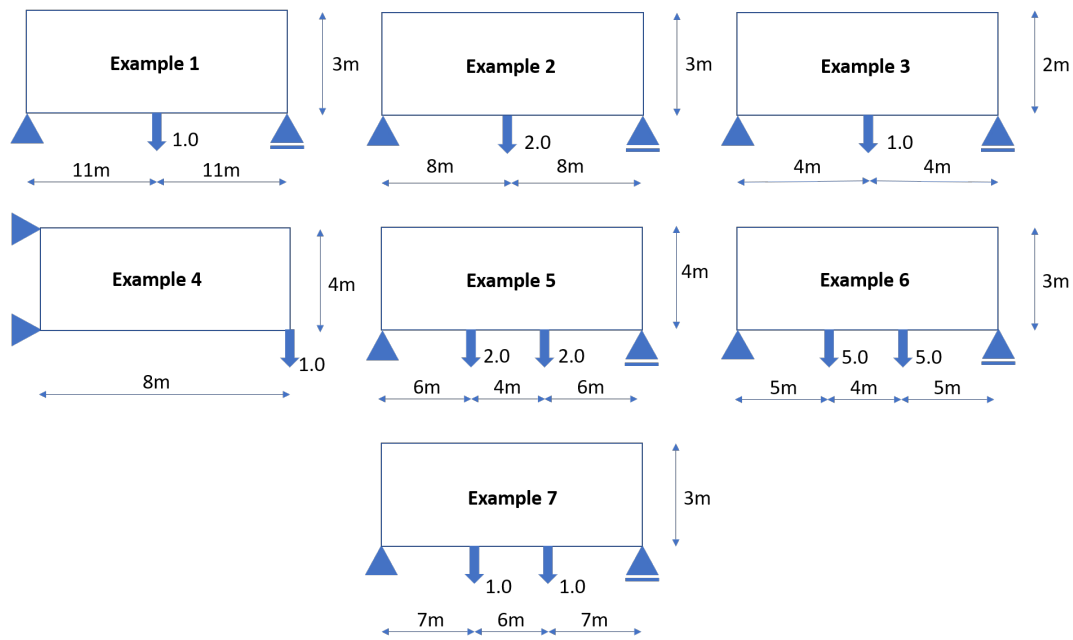 Example 1
3m
1.0
11m 11m
Example 2
3m
2.0
8m 8m
Example 3
2m
1.0
4m 4m
Example 4
4m
1.0
8m
Example 5
4m
2.0 2.0
6m 4m 6m
Example 6
3m
5.0 5.0
5m 4m 5m
Example 7
3m
1.0 1.0
7m 6m 7m